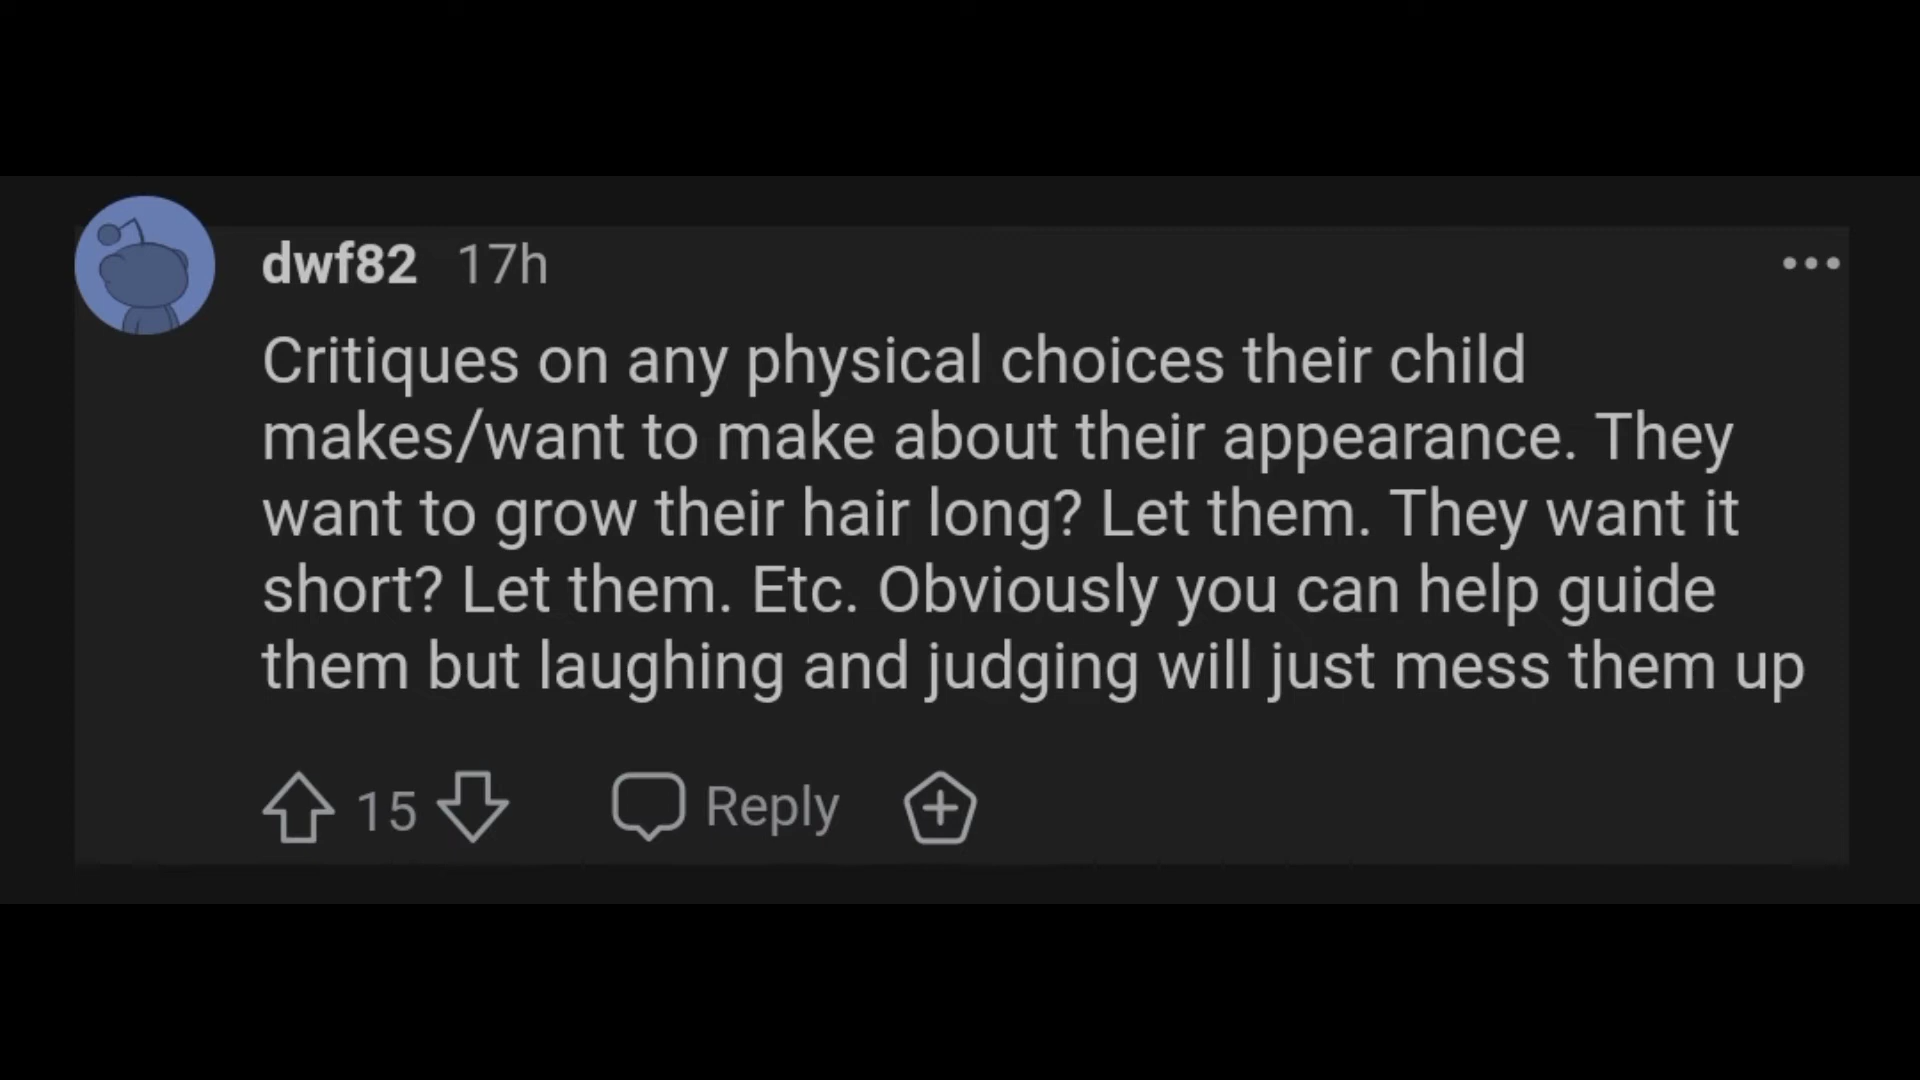 dwf82 17h
Critiques on any physical choices their child
makes/want to make about their appearance. They
want to grow their hair long? Let them. They want it
short? Let them. Etc. Obviously you can help guide
them but laughing and judging will just mess them up
15 Reply